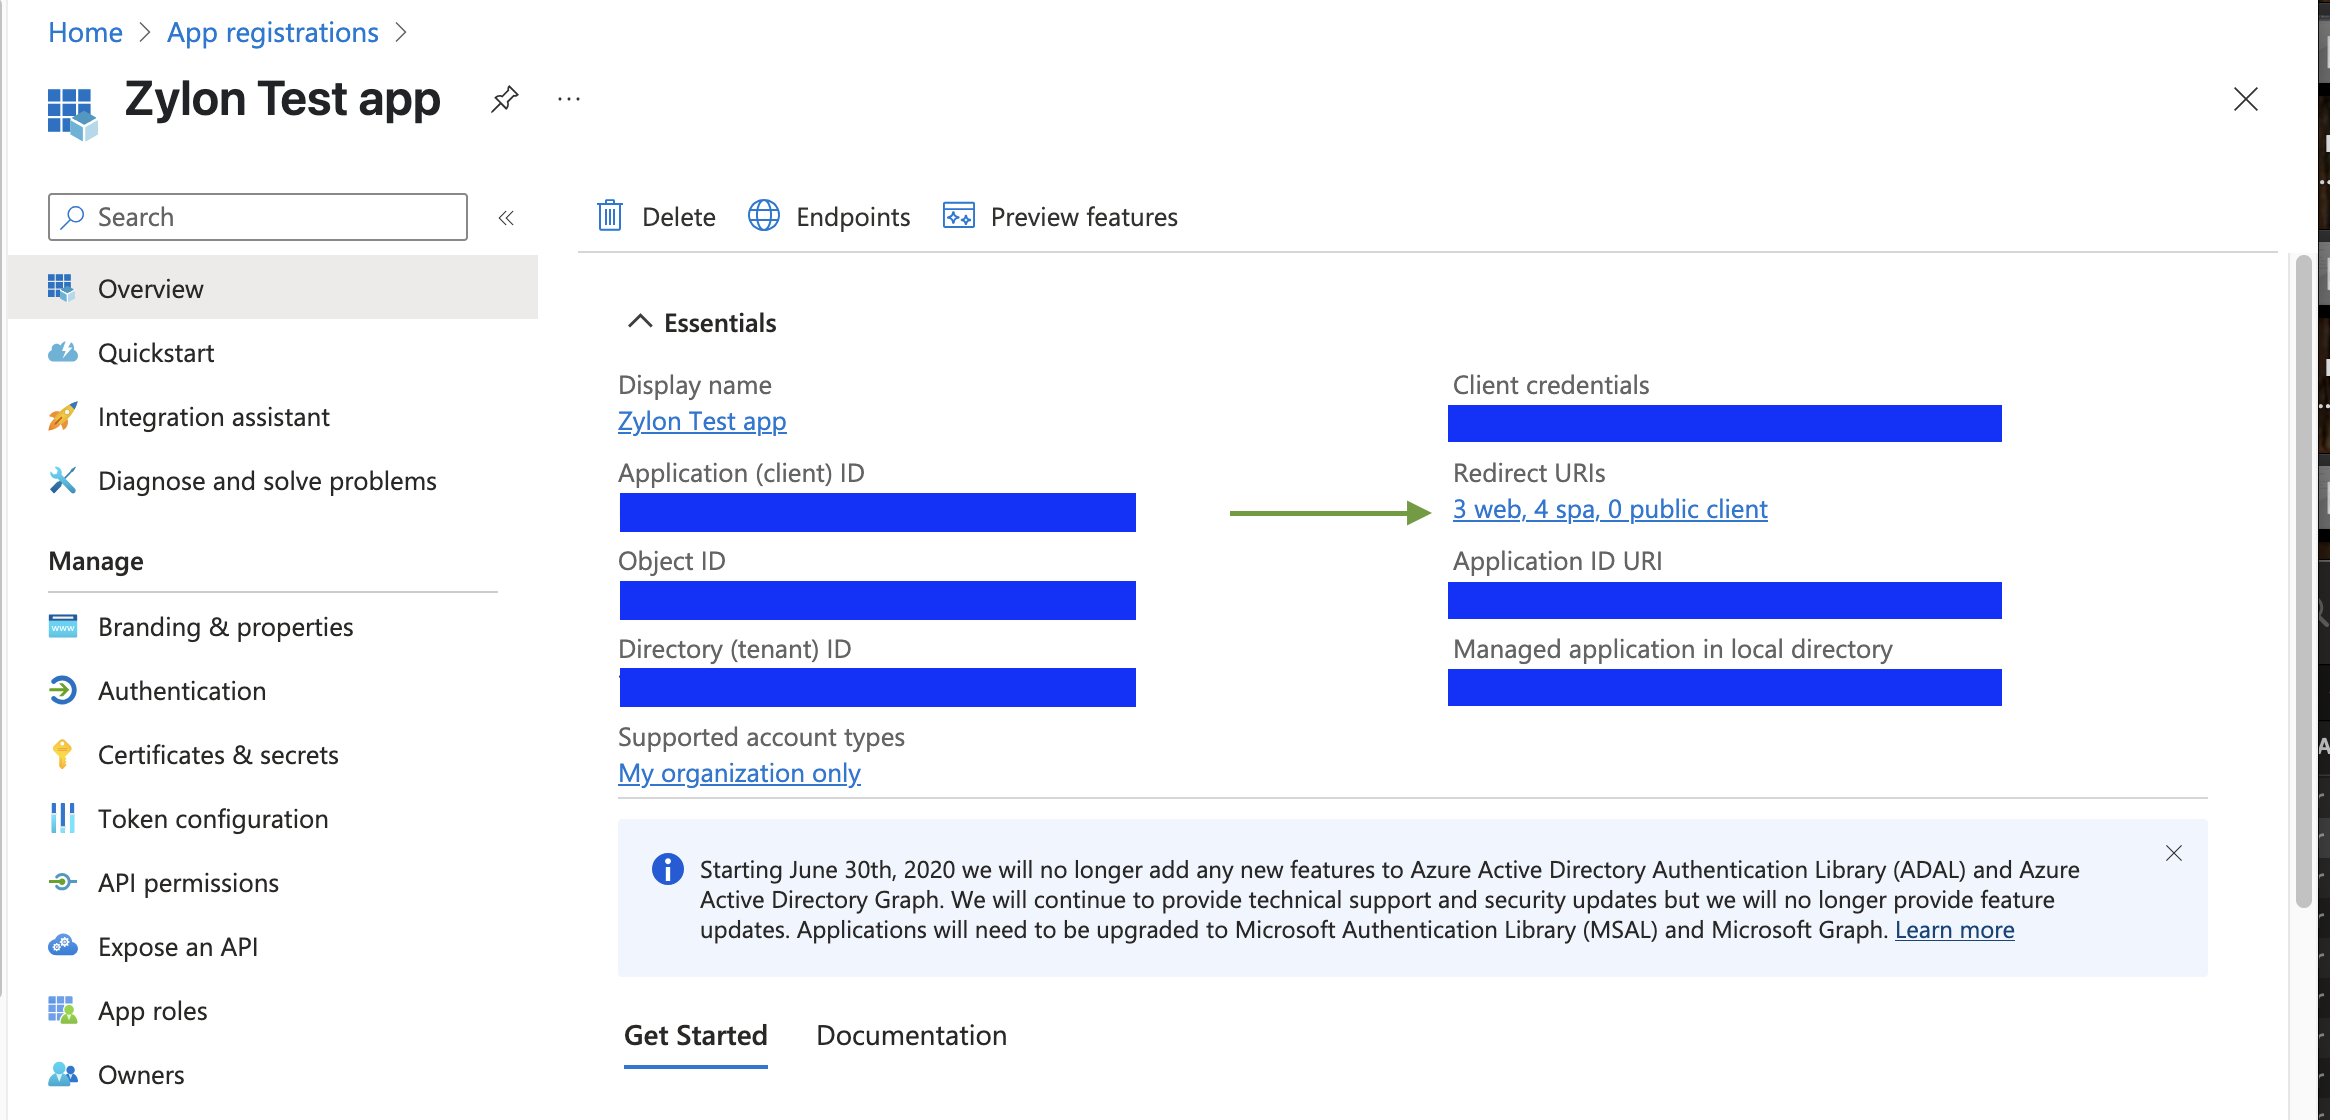 Home > App registrations >
Zylon Test app
Search
Delete
Endpoints
Preview features
Overview
Quickstart
Integration assistant
Diagnose and solve problems
Manage
Branding & properties
Authentication
Certificates & secrets
Token configuration
API permissions
Expose an API
App roles
Owners
Essentials
Display name
Zylon Test app
Application (client) ID
Object ID
Directory (tenant) ID
Supported account types
My organization only
Client credentials
Redirect URIs
3 web, 4 spa, 0 public client
Application ID URI
Managed application in local directory
Starting June 30th, 2020 we will no longer add any new features to Azure Active Directory Authentication Library (ADAL) and Azure
Active Directory Graph. We will continue to provide technical support and security updates but we will no longer provide feature
updates. Applications will need to be upgraded to Microsoft Authentication Library (MSAL) and Microsoft Graph. Learn more
Get Started
Documentation